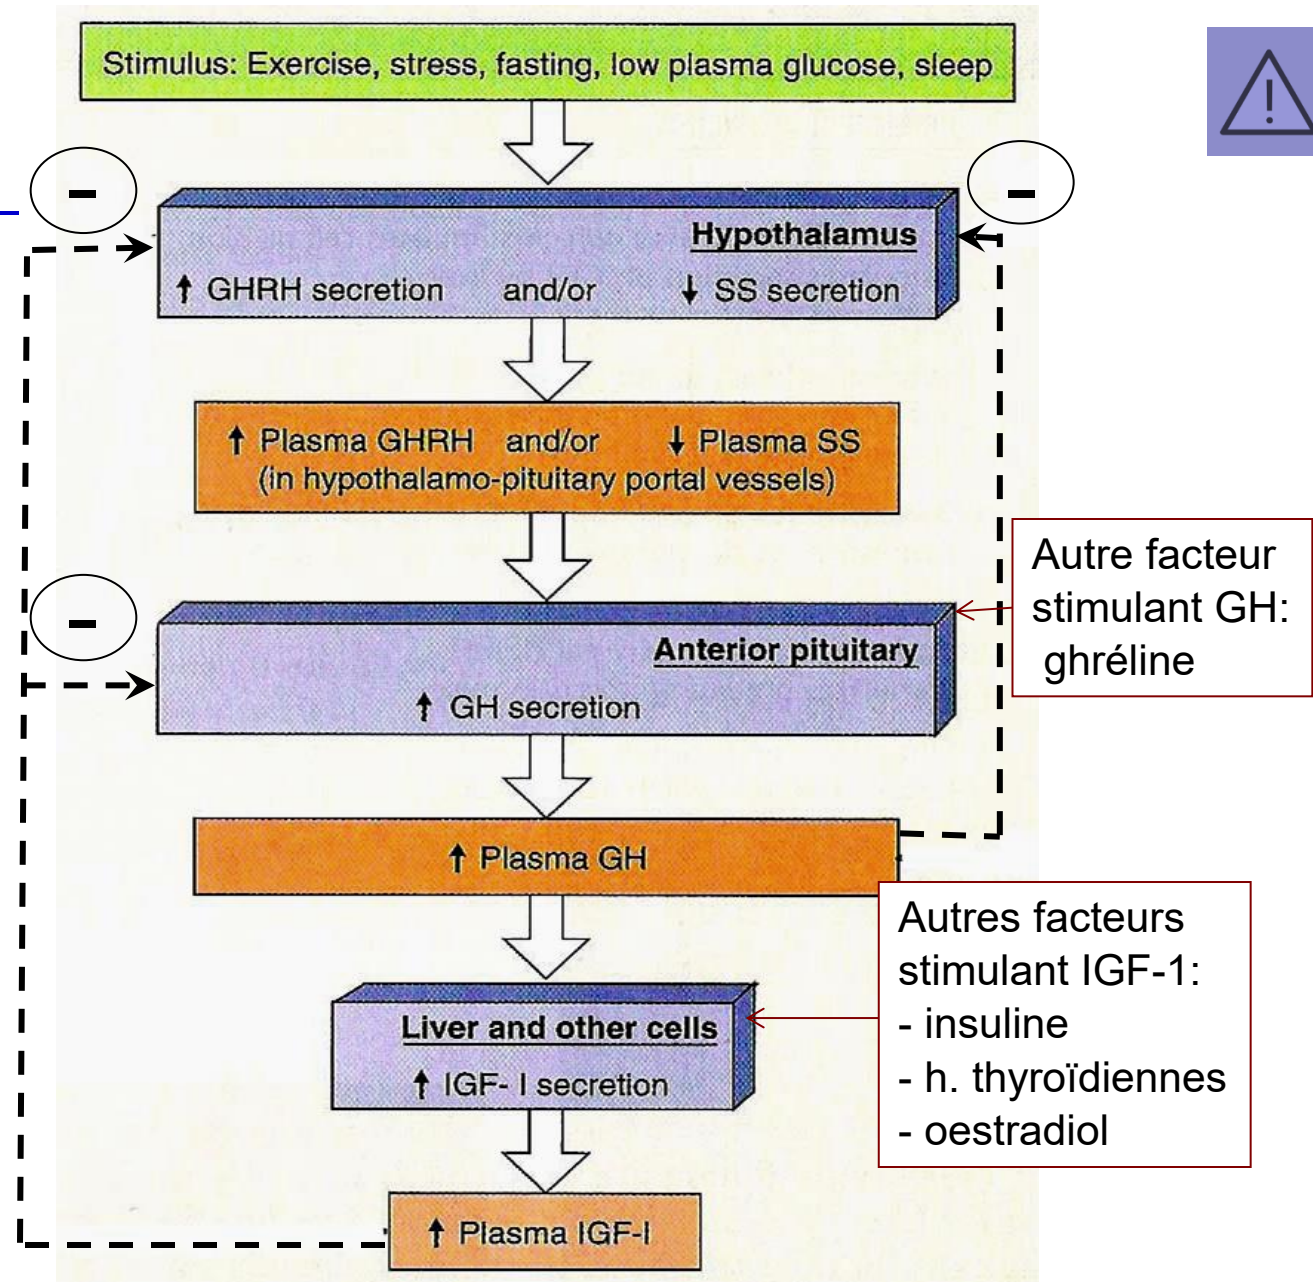 Stimulus: Exercise, stress, fasting, low plasma glucose, sleep
–
–
Hypothalamus
↑ GHRH secretion and/or ↓ SS secretion
↑ Plasma GHRH and/or ↓ Plasma SS
(in hypothalamo-pituitary portal vessels)
Autre facteur
stimulant GH:
ghréline
–
Anterior pituitary
↑ GH secretion
↑ Plasma GH
Autres facteurs
stimulant IGF-1:
- insuline
- h. thyroïdiennes
- oestradiol
Liver and other cells
↑ IGF- I secretion
↑ Plasma IGF-I